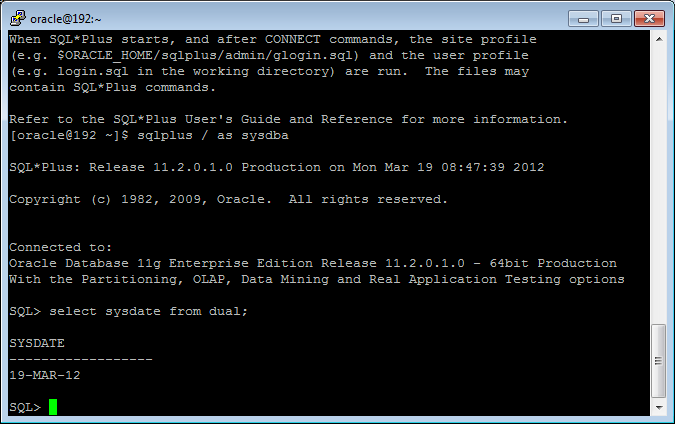 oracle@192:~
When SQL*Plus starts, and after CONNECT commands, the site profile
(e.g. $ORACLE_HOME/sqlplus/admin/glogin.sql) and the user profile
(e.g. login.sql in the working directory) are run.  The files may
contain SQL*Plus commands.
Refer to the SQL*Plus User's Guide and Reference for more information.
[oracle@192 ~]$ sqlplus / as sysdba
SQL*Plus: Release 11.2.0.1.0 Production on Mon Mar 19 08:47:39 2012
Copyright (c) 1982, 2009, Oracle.  All rights reserved.
Connected to:
Oracle Database 11g Enterprise Edition Release 11.2.0.1.0 - 64bit Production
With the Partitioning, OLAP, Data Mining and Real Application Testing options
SQL> select sysdate from dual;
SYSDATE
------------------
19-MAR-12
SQL>